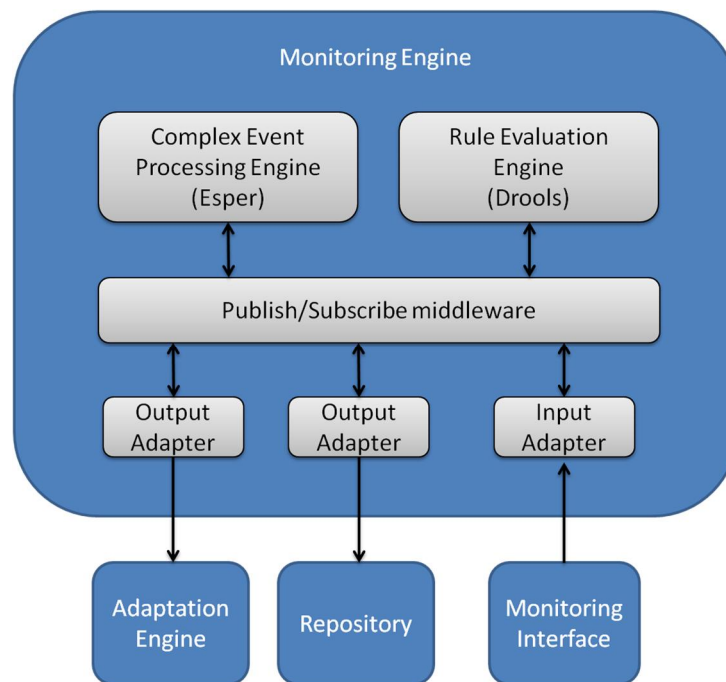 Monitoring Engine
Complex Event
Processing Engine
(Esper)
Rule Evaluation
Engine
(Drools)
Publish/Subscribe middleware
Output
Adapter
Output
Adapter
Input
Adapter
Adaptation
Engine
Repository
Monitoring
Interface